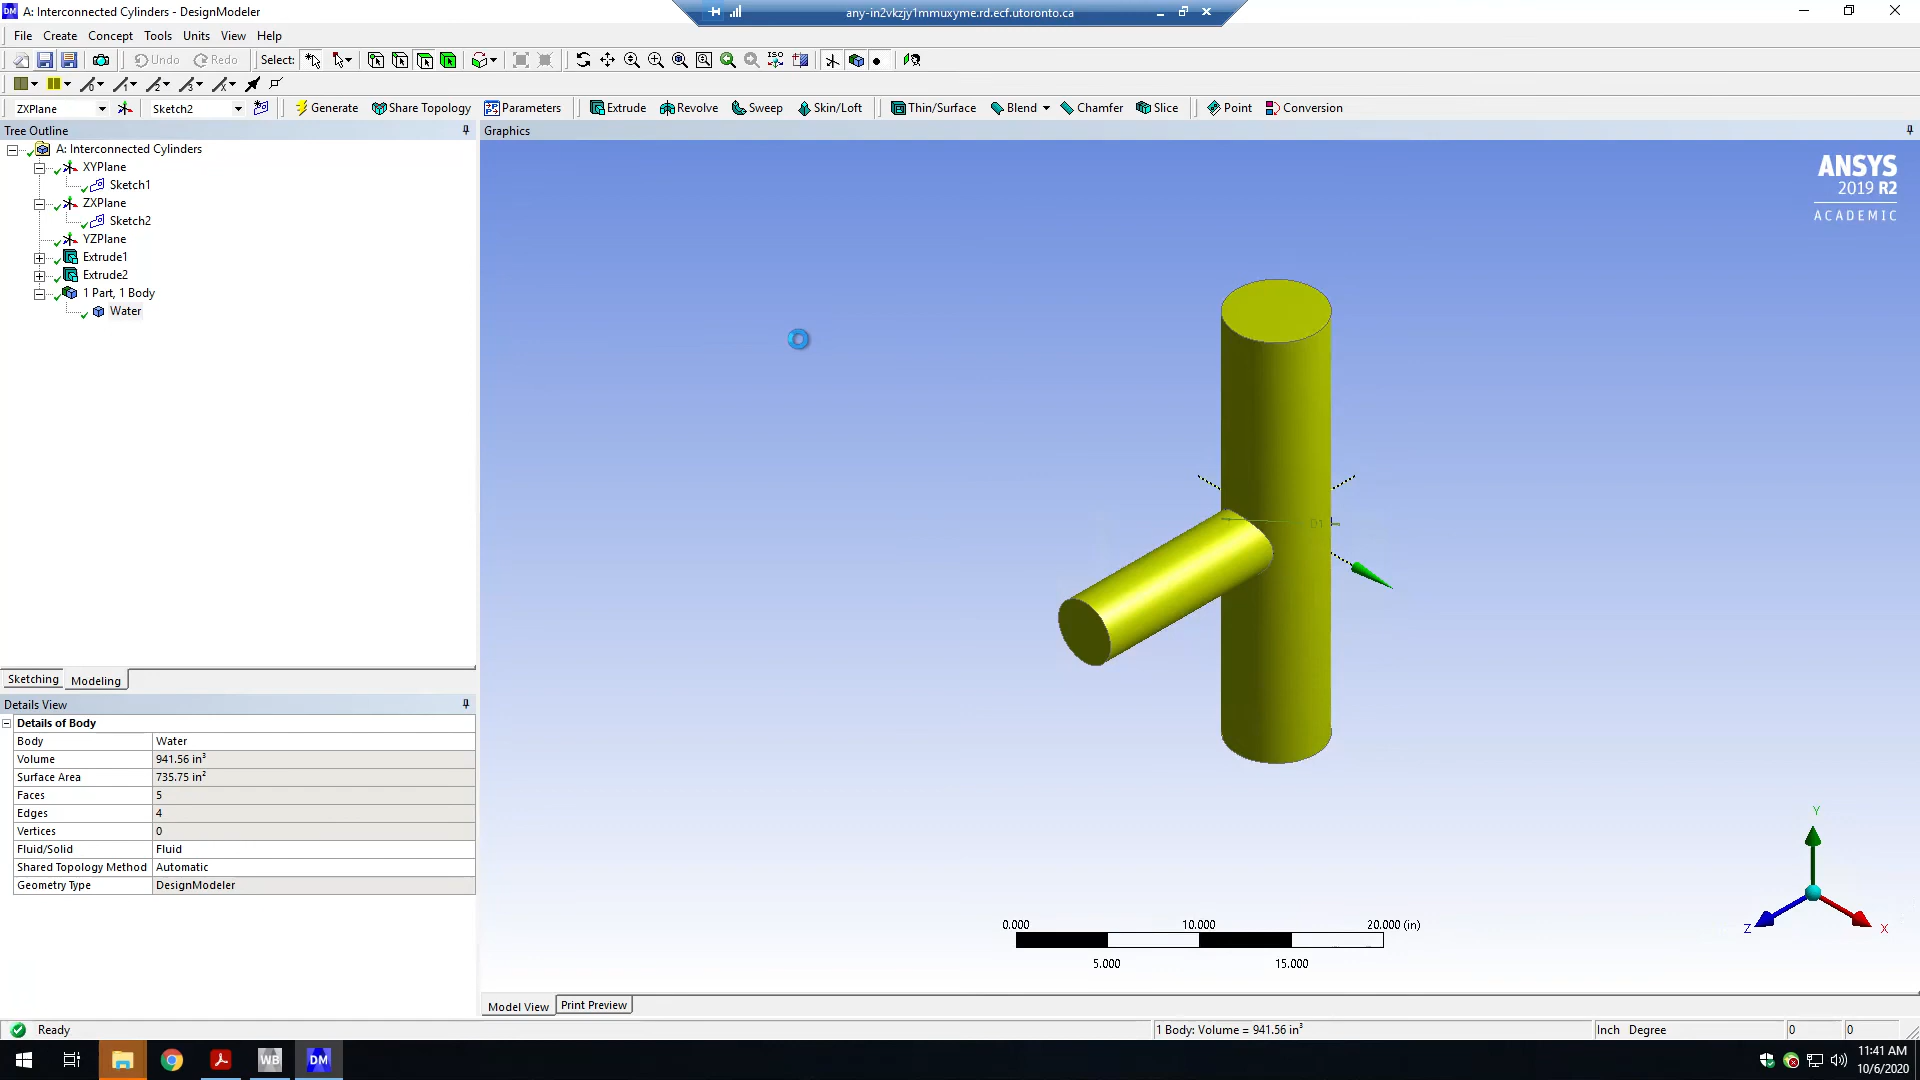 A: Interconnected Cylinders - DesignModeler
any-in2vkzjy1mmuxyme.rd.ecf.utoronto.ca
File Create Concept Tools Units View Help
Undo Redo Select: ISO
ZXPlane Sketch2 Generate Share Topology Parameters Extrude Revolve Sweep Skin/Loft Thin/Surface Blend Chamfer Slice Point Conversion
Tree Outline
Graphics
A: Interconnected Cylinders
XYPlane
Sketch1
ZXPlane
Sketch2
YZPlane
Extrude1
Extrude2
1 Part, 1 Body
Water
ANSYS
2019 R2
ACADEMIC
D1
Sketching Modeling
Details View
Details of Body
Body Water
Volume 941.56 in³
Surface Area 735.75 in²
Faces 5
Edges 4
Vertices 0
Fluid/Solid Fluid
Shared Topology Method Automatic
Geometry Type DesignModeler
0.000 10.000 20.000 (in)
5.000 15.000
Y
Z X
Model View Print Preview
Ready
1 Body: Volume = 941.56 in³
Inch Degree 0 0
WB DM
11:41 AM
10/6/2020